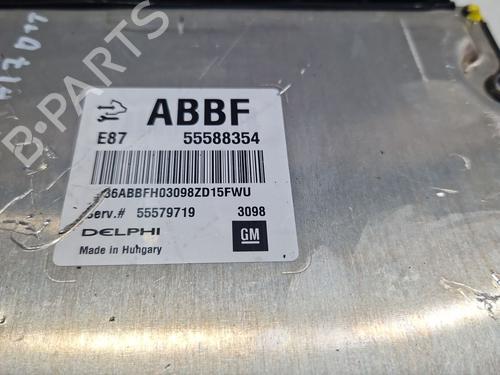 ABBF
E87 55588354
36ABBFH03098ZD15FWU
Serv.# 55579719 3098
DELPHI GM
Made in Hungary
B-PARTS